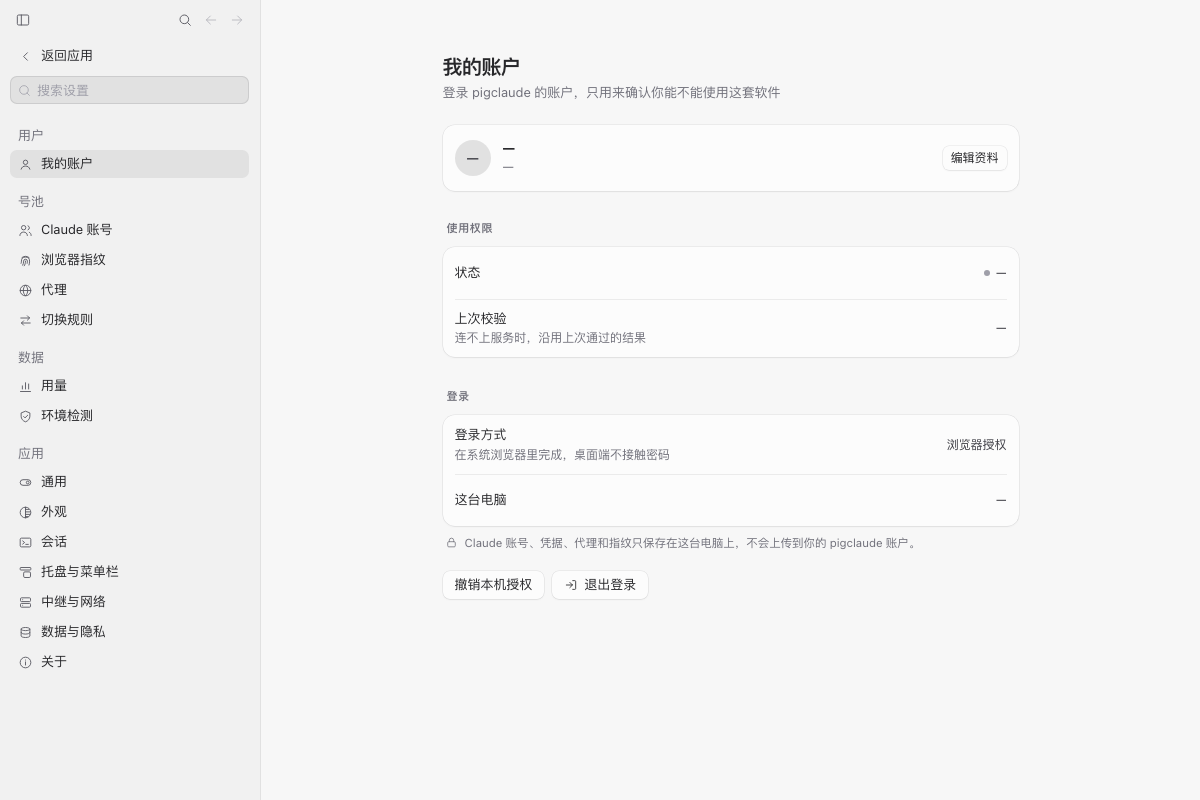 返回应用
搜索设置
用户
我的账户
号池
Claude 账号
浏览器指纹
代理
切换规则
数据
用量
环境检测
应用
通用
外观
会话
托盘与菜单栏
中继与网络
数据与隐私
关于
我的账户
登录 pigclaude 的账户，只用来确认你能不能使用这套软件
— — 编辑资料
—
使用权限
状态 —
上次校验
连不上服务时，沿用上次通过的结果 —
登录
登录方式
在系统浏览器里完成，桌面端不接触密码 浏览器授权
这台电脑 —
Claude 账号、凭据、代理和指纹只保存在这台电脑上，不会上传到你的 pigclaude 账户。
撤销本机授权 退出登录